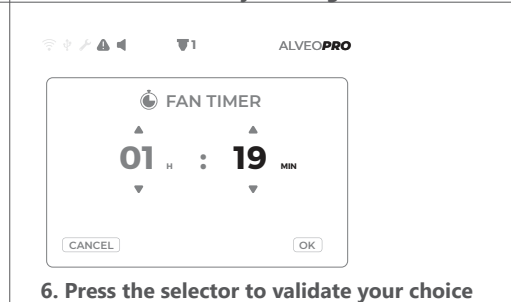 1 ALVEOPRO
FAN TIMER
01 H : 19 MIN
CANCEL OK
6. Press the selector to validate your choice